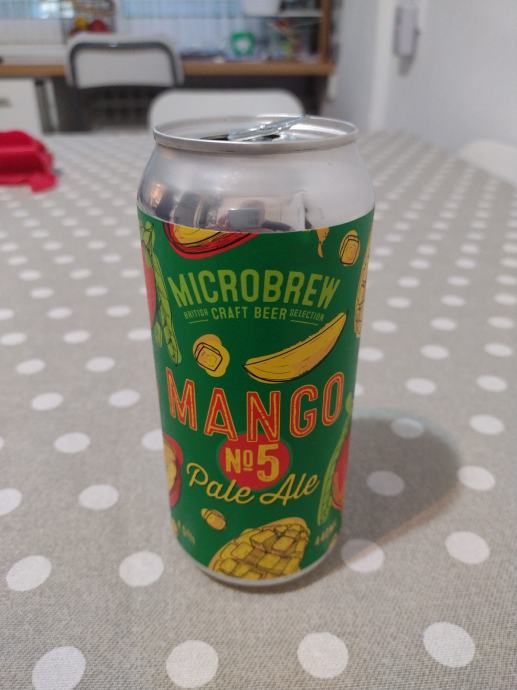 MICROBREW
BRITISH CRAFT BEER SELECTION
MANGO
No5
Pale Ale